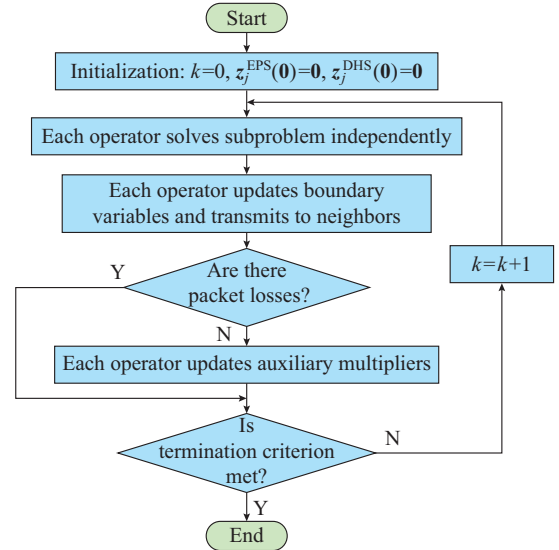 Start
Initialization: k=0, z_j^EPS(0)=0, z_j^DHS(0)=0
Each operator solves subproblem independently
Each operator updates boundary
variables and transmits to neighbors
Y
Are there
packet losses?
k=k+1
N
Each operator updates auxiliary multipliers
Is
termination criterion
met?
N
Y
End